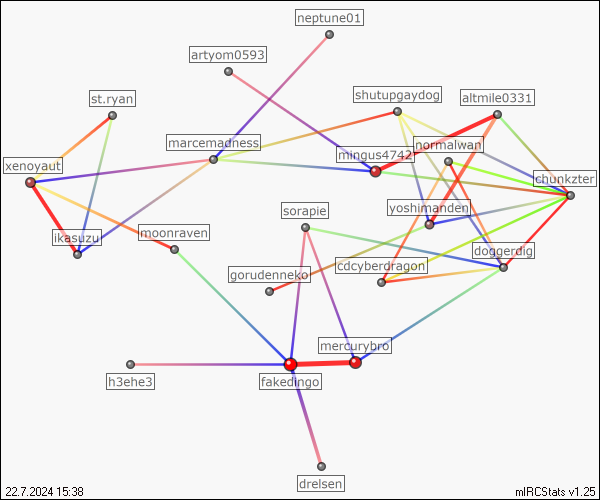 neptune01
artyom0593
st.ryan
shutupgaydog
altmile0331
marcemadness
normalwan
mingus4742
xenoyaut
chunkzter
sorapie
yoshimanden
ikasuzu
moonraven
doggerdig
gorudenneko
cdcyberdragon
mercurybro
h3ehe3
fakedingo
drelsen
22.7.2024 15:38
mIRCStats v1.25